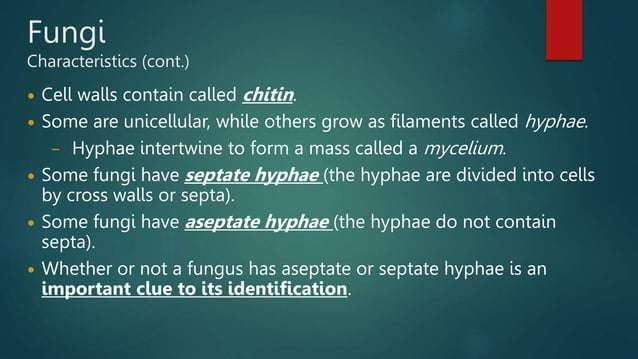 Fungi
Characteristics (cont.)
• Cell walls contain called chitin.
• Some are unicellular, while others grow as filaments called hyphae.
– Hyphae intertwine to form a mass called a mycelium.
• Some fungi have septate hyphae (the hyphae are divided into cells
by cross walls or septa).
• Some fungi have aseptate hyphae (the hyphae do not contain
septa).
• Whether or not a fungus has aseptate or septate hyphae is an
important clue to its identification.